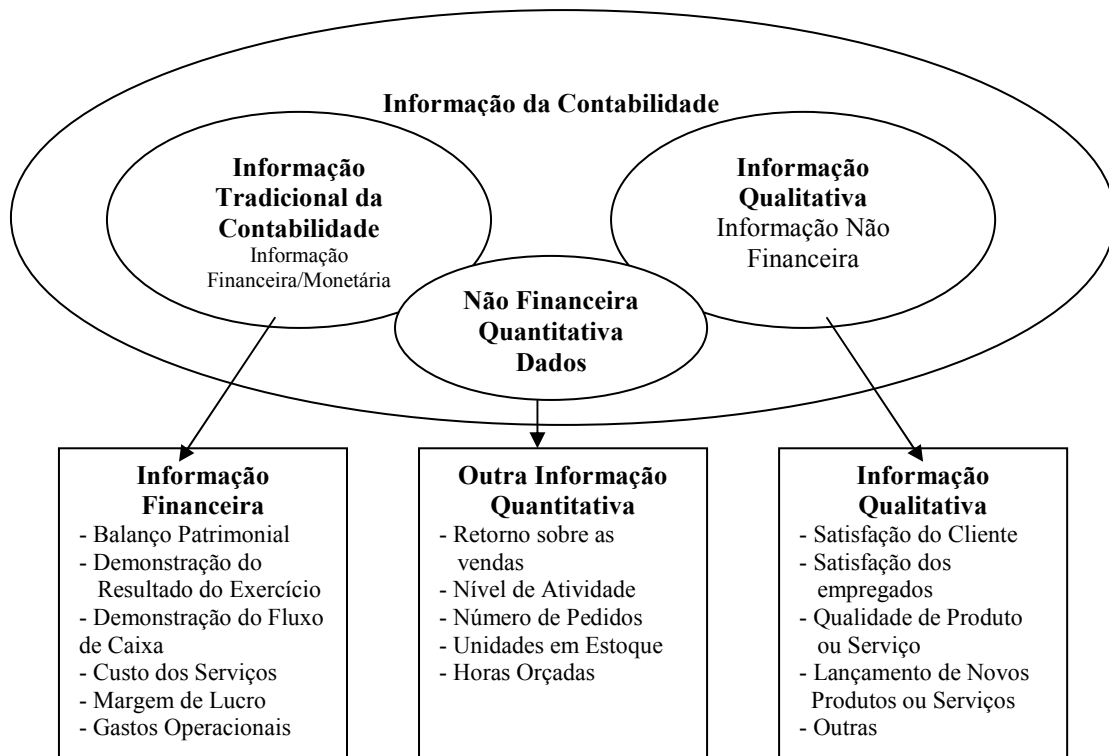 Informação da Contabilidade
Informação
Tradicional da
Contabilidade
Informação
Financeira/Monetária
Informação
Qualitativa
Informação Não
Financeira
Não Financeira
Quantitativa
Dados
Informação
Financeira
- Balanço Patrimonial
- Demonstração do
Resultado do Exercício
- Demonstração do Fluxo
de Caixa
- Custo dos Serviços
- Margem de Lucro
- Gastos Operacionais
Outra Informação
Quantitativa
- Retorno sobre as
vendas
- Nível de Atividade
- Número de Pedidos
- Unidades em Estoque
- Horas Orçadas
Informação
Qualitativa
- Satisfação do Cliente
- Satisfação dos
empregados
- Qualidade de Produto
ou Serviço
- Lançamento de Novos
Produtos ou Serviços
- Outras